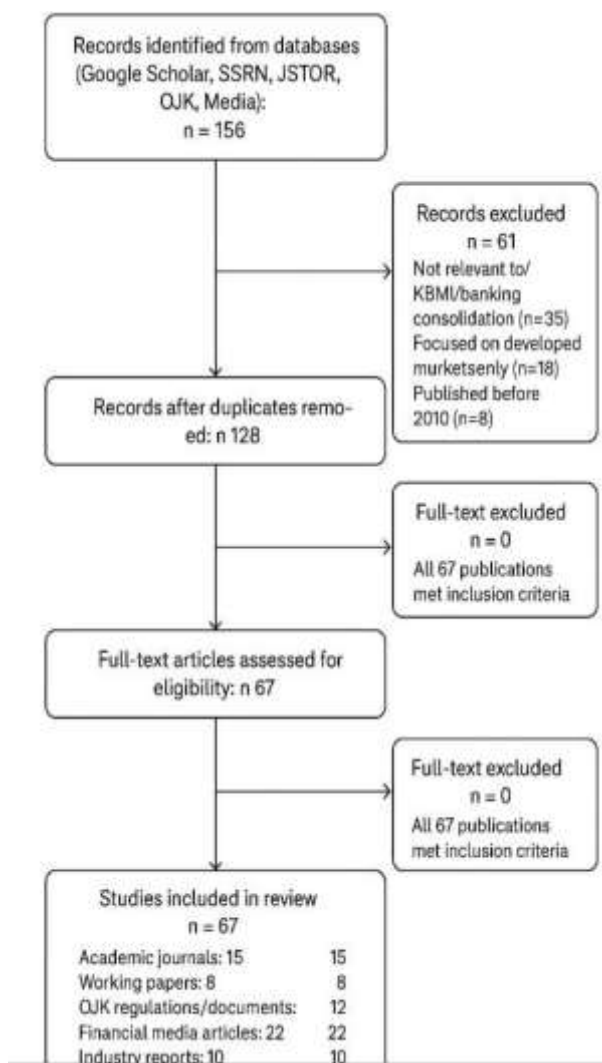 Records identified from databases
(Google Scholar, SSRN, JSTOR,
OJK, Media):
n = 156
Records excluded
n = 61
Not relevant to/
KBMI/banking
consolidation (n=35)
Focused on developed
murketsenly (n=18)
Published before
2010 (n=8)
Records after duplicates remo-
ed: n 128
Full-text excluded
n = 0
All 67 publications
met inclusion criteria
Full-text articles assessed for
eligibility: n 67
Full-text excluded
n = 0
All 67 publications
met inclusion criteria
Studies included in review
n = 67
Academic journals: 15 15
Working papers: 8 8
OJK regulations/documents: 12
Financial media articles: 22 22
Industry reports: 10 10